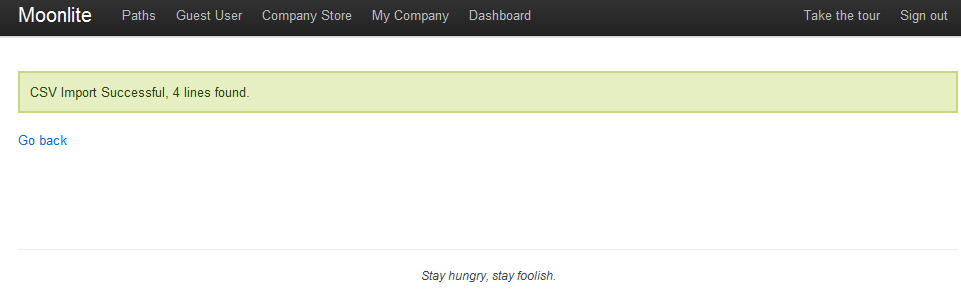 Moonlite Paths Guest User Company Store My Company Dashboard Take the tour Sign out
CSV Import Successful, 4 lines found.
Go back
Stay hungry, stay foolish.